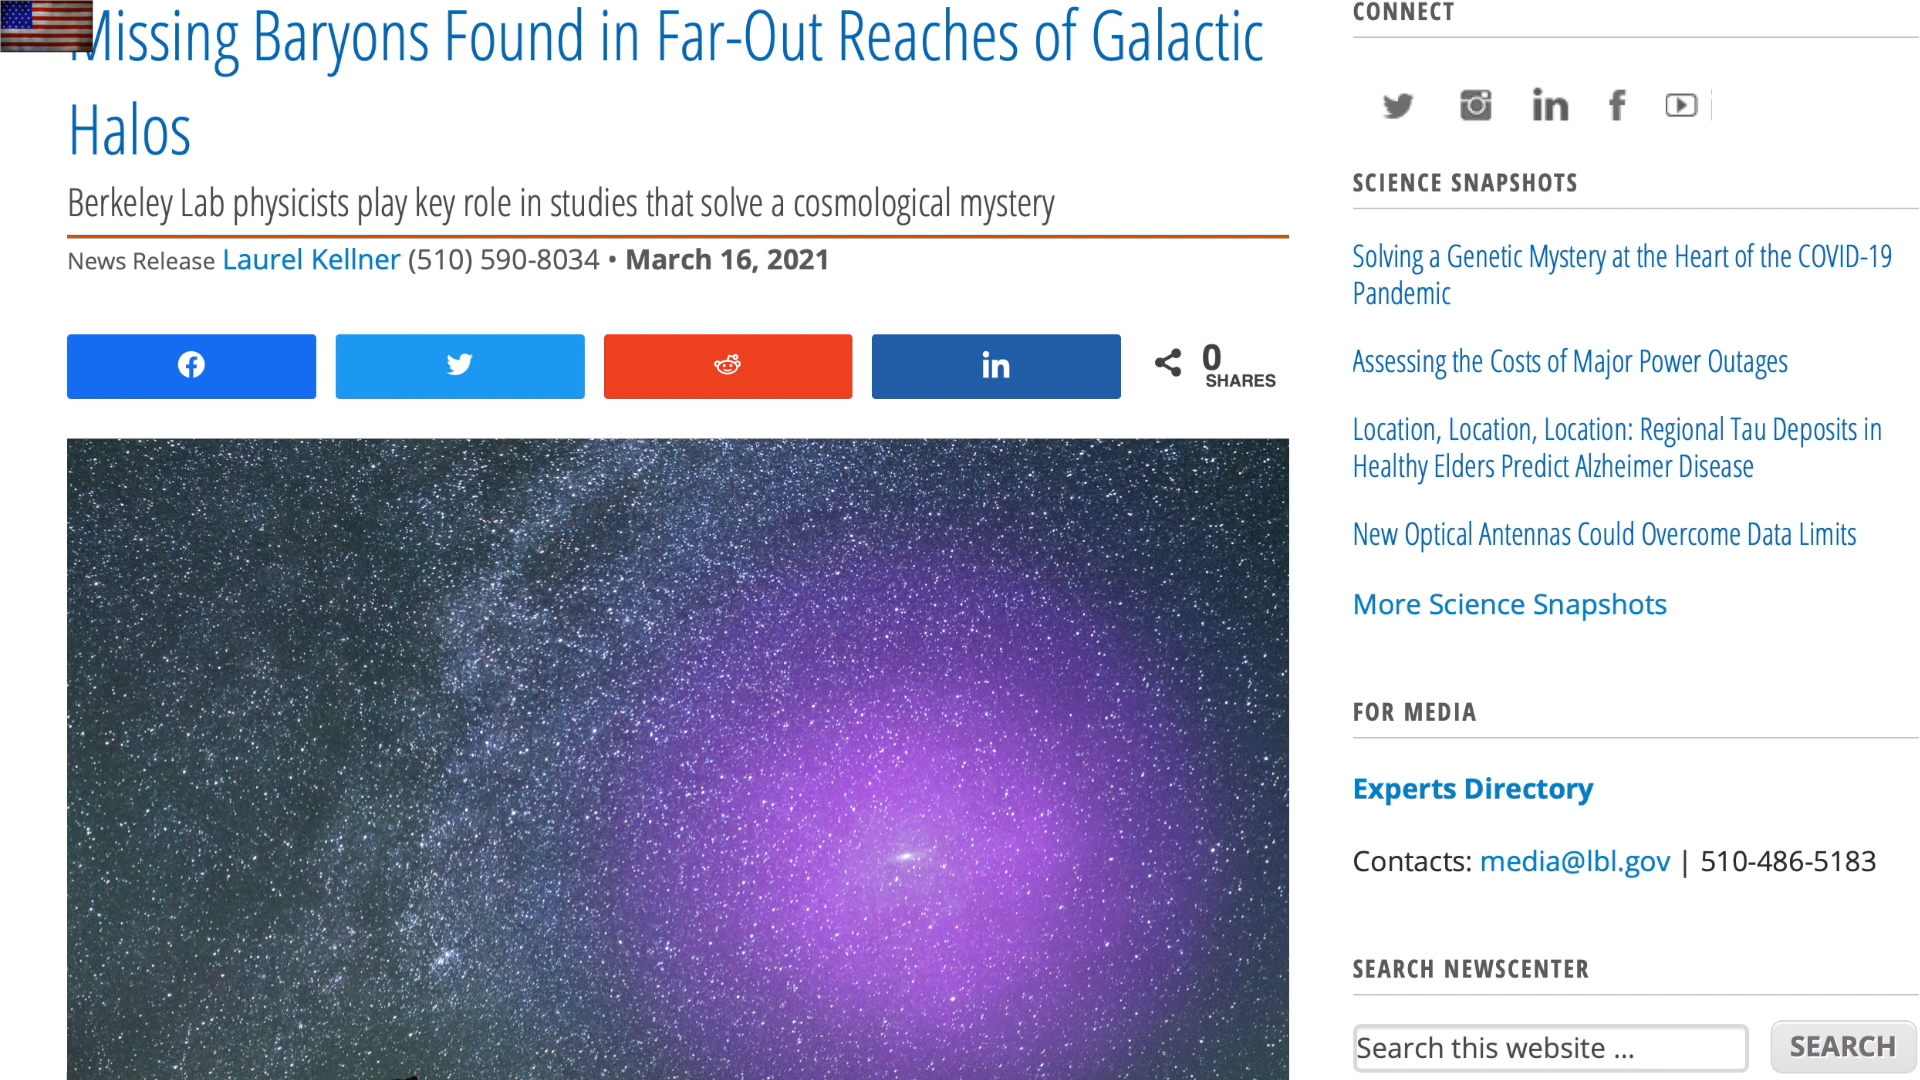 Missing Baryons Found in Far-Out Reaches of Galactic
Halos
Berkeley Lab physicists play key role in studies that solve a cosmological mystery
News Release Laurel Kellner (510) 590-8034 • March 16, 2021
in
0
SHARES
CONNECT
in f
SCIENCE SNAPSHOTS
Solving a Genetic Mystery at the Heart of the COVID-19
Pandemic
Assessing the Costs of Major Power Outages
Location, Location, Location: Regional Tau Deposits in
Healthy Elders Predict Alzheimer Disease
New Optical Antennas Could Overcome Data Limits
More Science Snapshots
FOR MEDIA
Experts Directory
Contacts: media@lbl.gov | 510-486-5183
SEARCH NEWSCENTER
Search this website ...
SEARCH